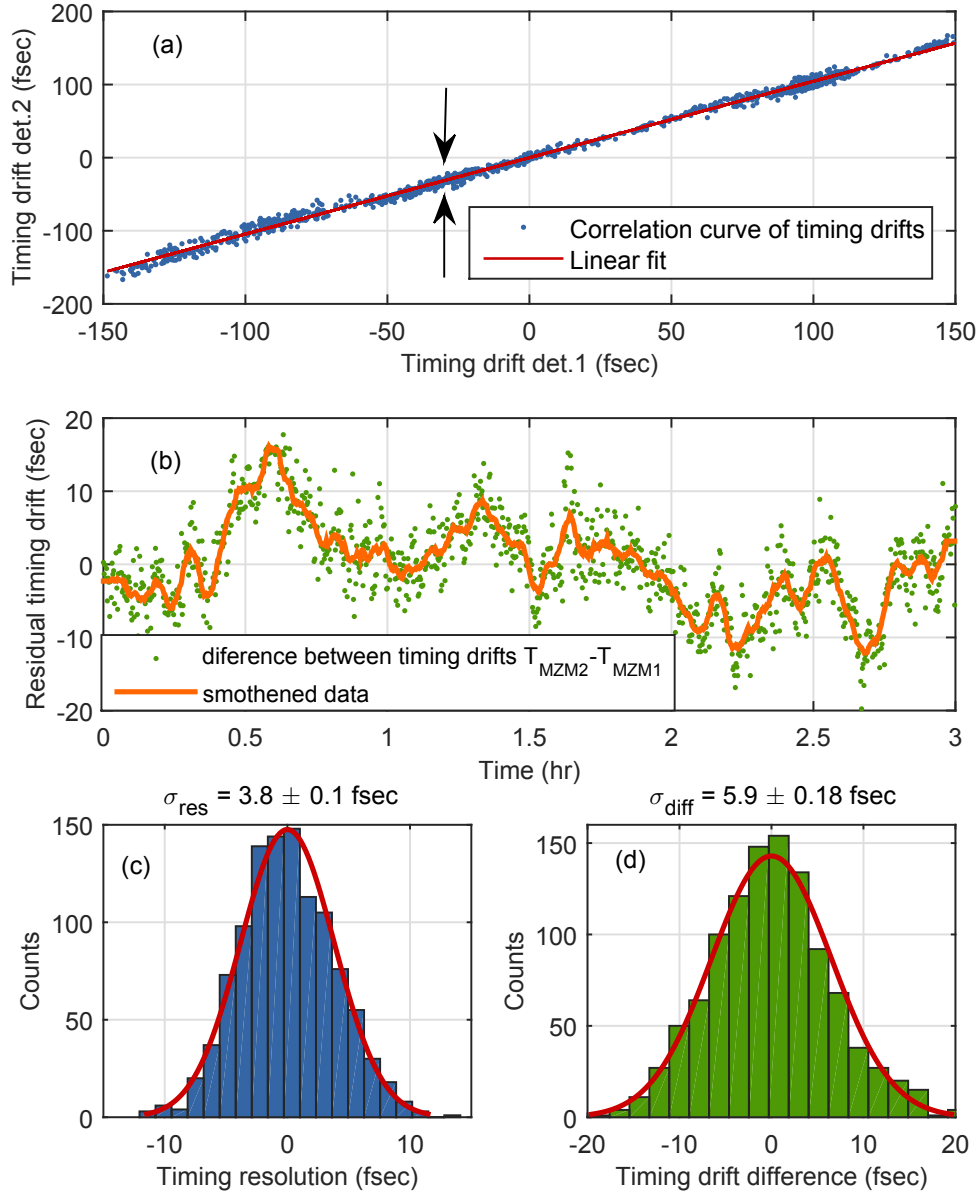 (a)
200
100
0
-100
-200
Timing drift det.2 (fsec)
Correlation curve of timing drifts
Linear fit
-150 -100 -50 0 50 100 150
Timing drift det.1 (fsec)
(b)
20
10
0
-10
-20
Residual timing drift (fsec)
diference between timing drifts T_MZM2-T_MZM1
smothened data
0 0.5 1 1.5 2 2.5 3
Time (hr)
σ_res = 3.8 ± 0.1 fsec
(c)
150
100
50
0
Counts
-10 0 10
Timing resolution (fsec)
σ_diff = 5.9 ± 0.18 fsec
(d)
150
100
50
0
Counts
-20 -10 0 10 20
Timing drift difference (fsec)